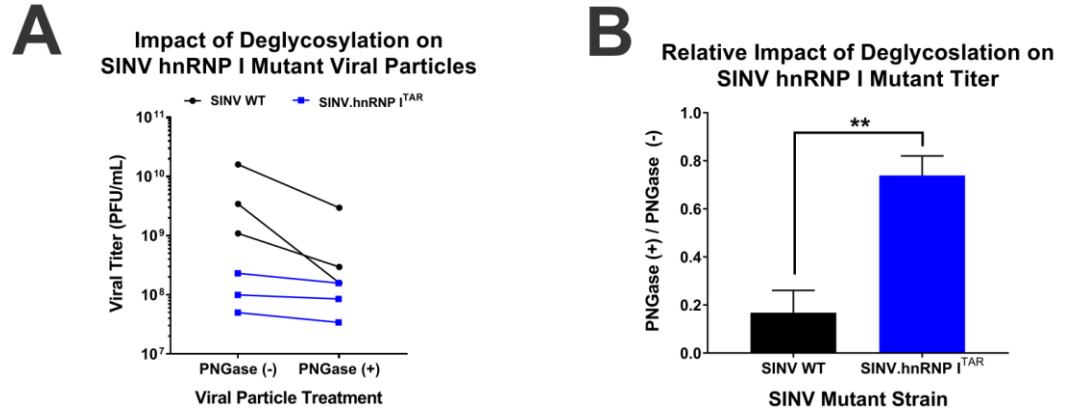 A
Impact of Deglycosylation on
SINV hnRNP I Mutant Viral Particles
SINV WT
SINV.hnRNP I^TAR
Viral Titer (PFU/mL)
10^11
10^10
10^9
10^8
10^7
PNGase (-)
PNGase (+)
Viral Particle Treatment
B
Relative Impact of Deglycoslation on
SINV hnRNP I Mutant Titer
PNGase (+) / PNGase (-)
1.0
0.8
0.6
0.4
0.2
0.0
**
SINV WT
SINV.hnRNP I^TAR
SINV Mutant Strain